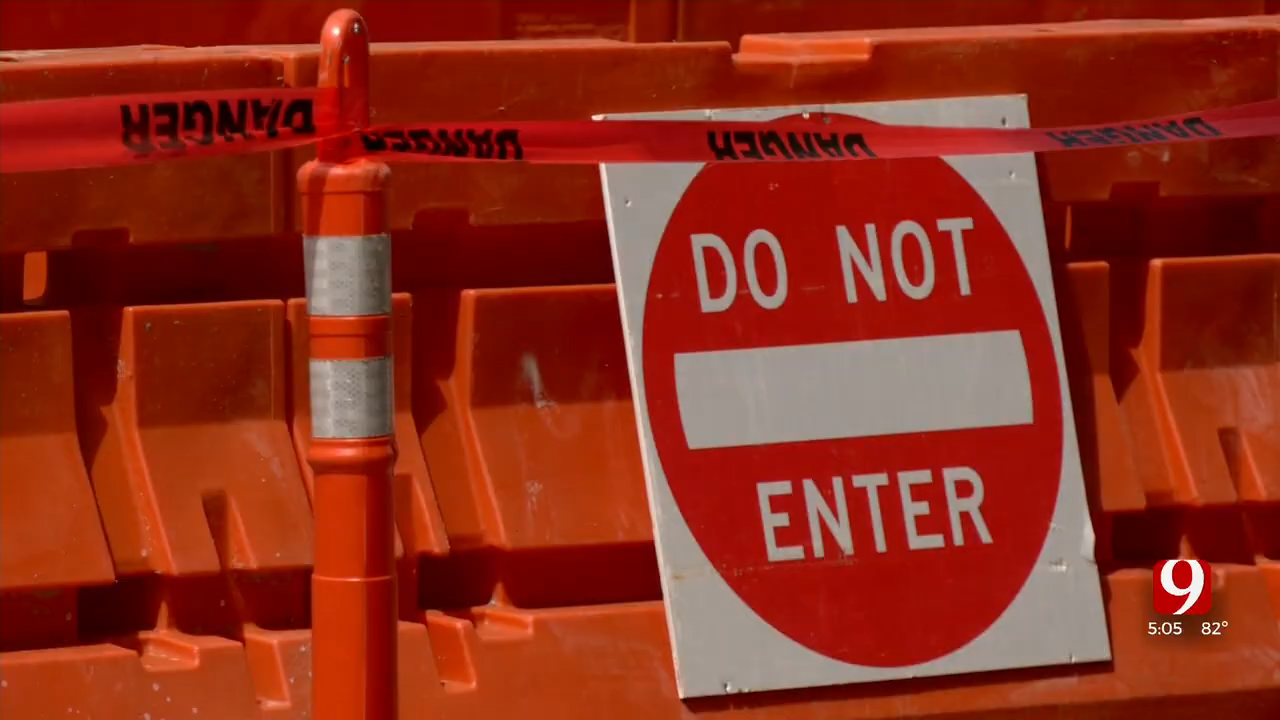 DANGER DANGER DANGER DANGER
DO NOT
ENTER
9
5:05 82°